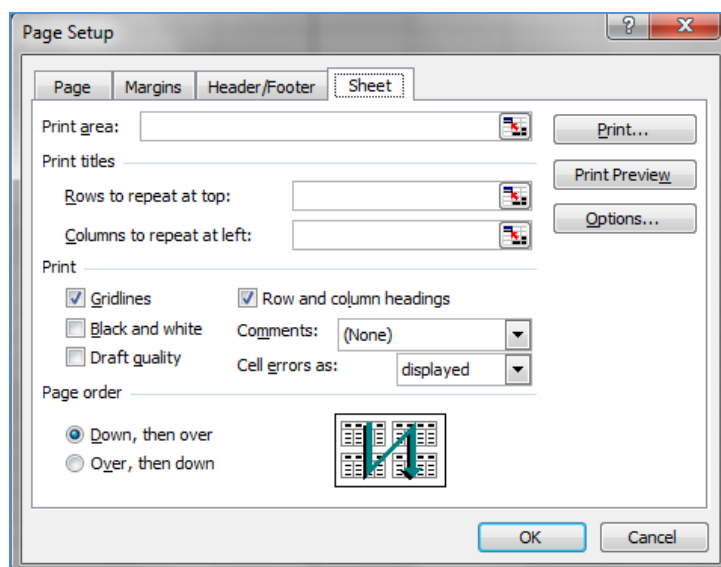 Page Setup
Page Margins Header/Footer Sheet
Print area:
Print...
Print titles
Print Preview
Rows to repeat at top:
Options...
Columns to repeat at left:
Print
Gridlines Row and column headings
Black and white Comments: (None)
Draft quality Cell errors as: displayed
Page order
Down, then over
Over, then down
OK Cancel